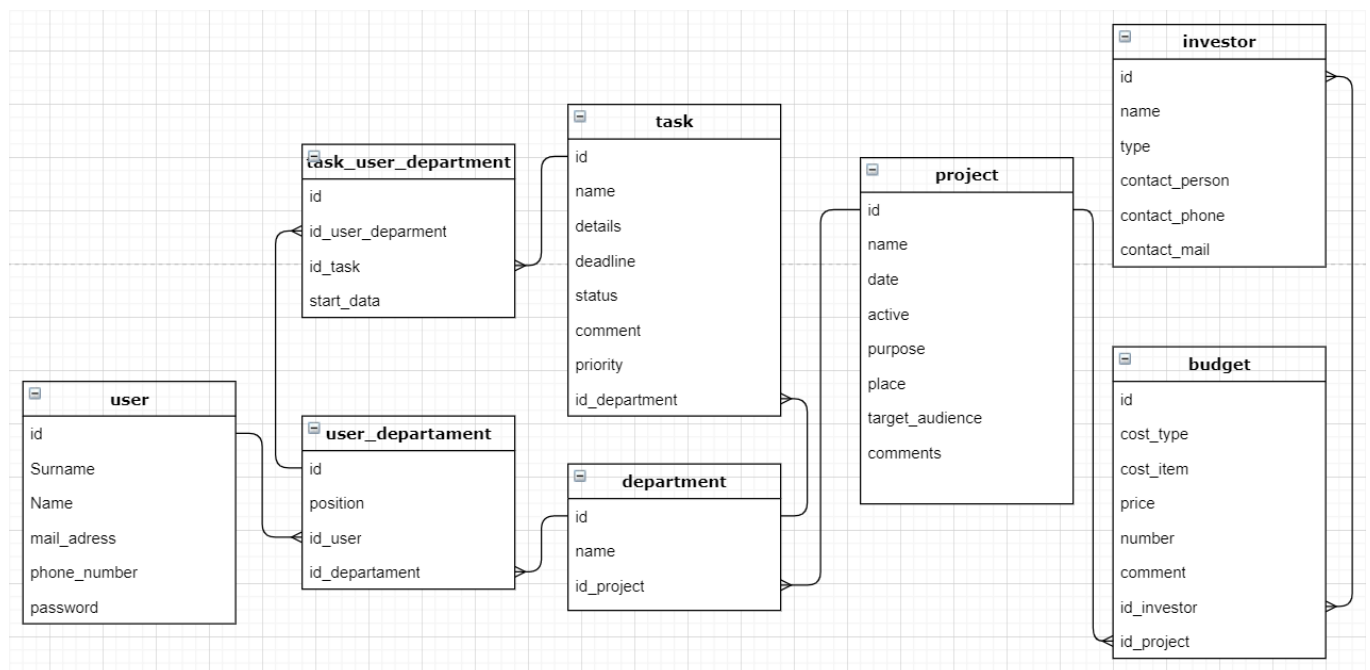 investor
id
name
type
contact_person
contact_phone
contact_mail
task
id
name
details
deadline
status
comment
priority
id_department
task_user_department
id
id_user_deparment
id_task
start_data
project
id
name
date
active
purpose
place
target_audience
comments
budget
id
cost_type
cost_item
price
number
comment
id_investor
id_project
user
id
Surname
Name
mail_adress
phone_number
password
user_departament
id
position
id_user
id_departament
department
id
name
id_project